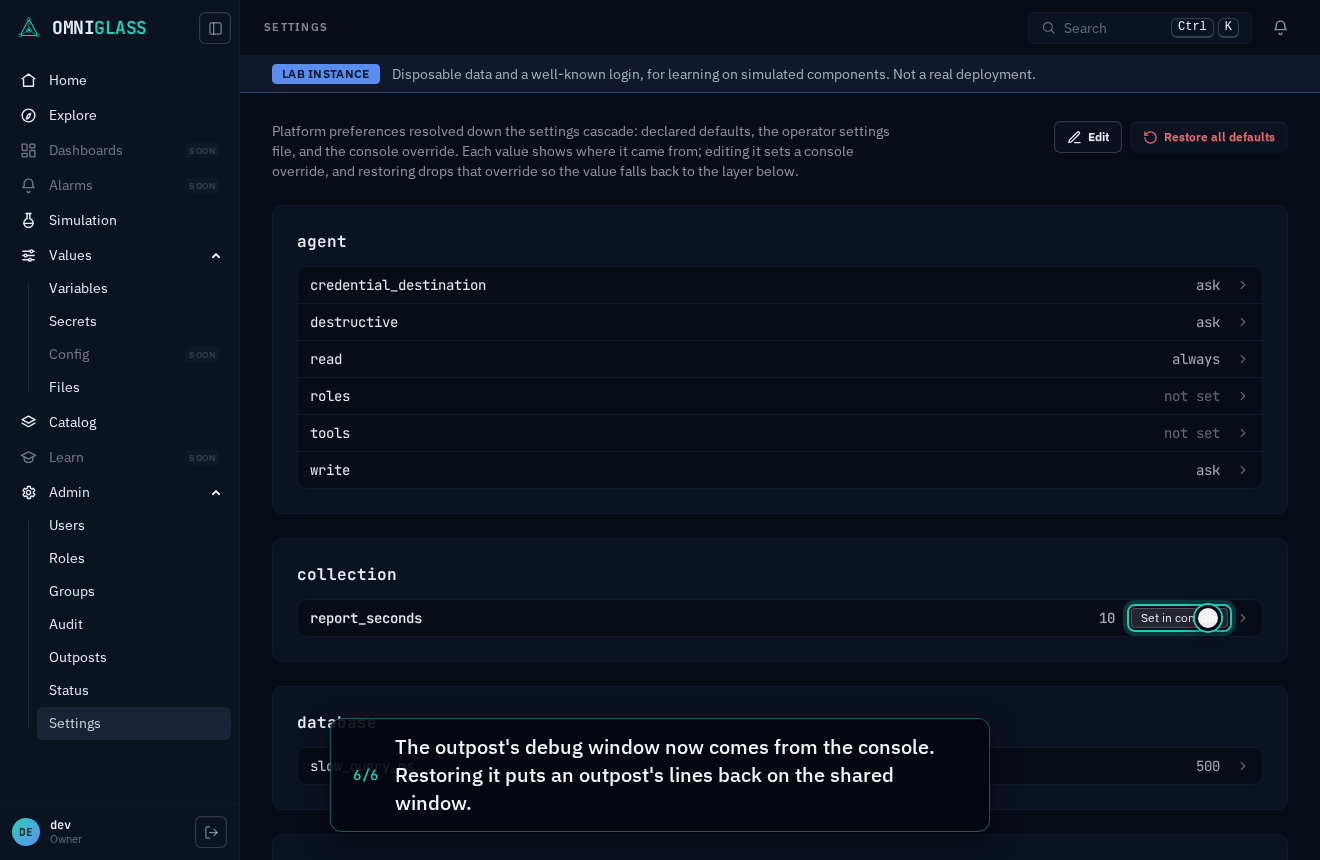 OMNIGLASS
SETTINGS
Search
Ctrl
K
Home
Explore
Dashboards
SOON
Alarms
SOON
Simulation
Values
Variables
Secrets
Config
SOON
Files
Catalog
Learn
SOON
Admin
Users
Roles
Groups
Audit
Outposts
Status
Settings
DE
dev
Owner
LAB INSTANCE
Disposable data and a well-known login, for learning on simulated components. Not a real deployment.
Platform preferences resolved down the settings cascade: declared defaults, the operator settings
file, and the console override. Each value shows where it came from; editing it sets a console
override, and restoring drops that override so the value falls back to the layer below.
Edit
Restore all defaults
agent
credential_destination
ask
destructive
ask
read
always
roles
not set
tools
not set
write
ask
collection
report_seconds
10
Set in
database
slow_query_ms
500
6/6
The outpost's debug window now comes from the console.
Restoring it puts an outpost's lines back on the shared
window.